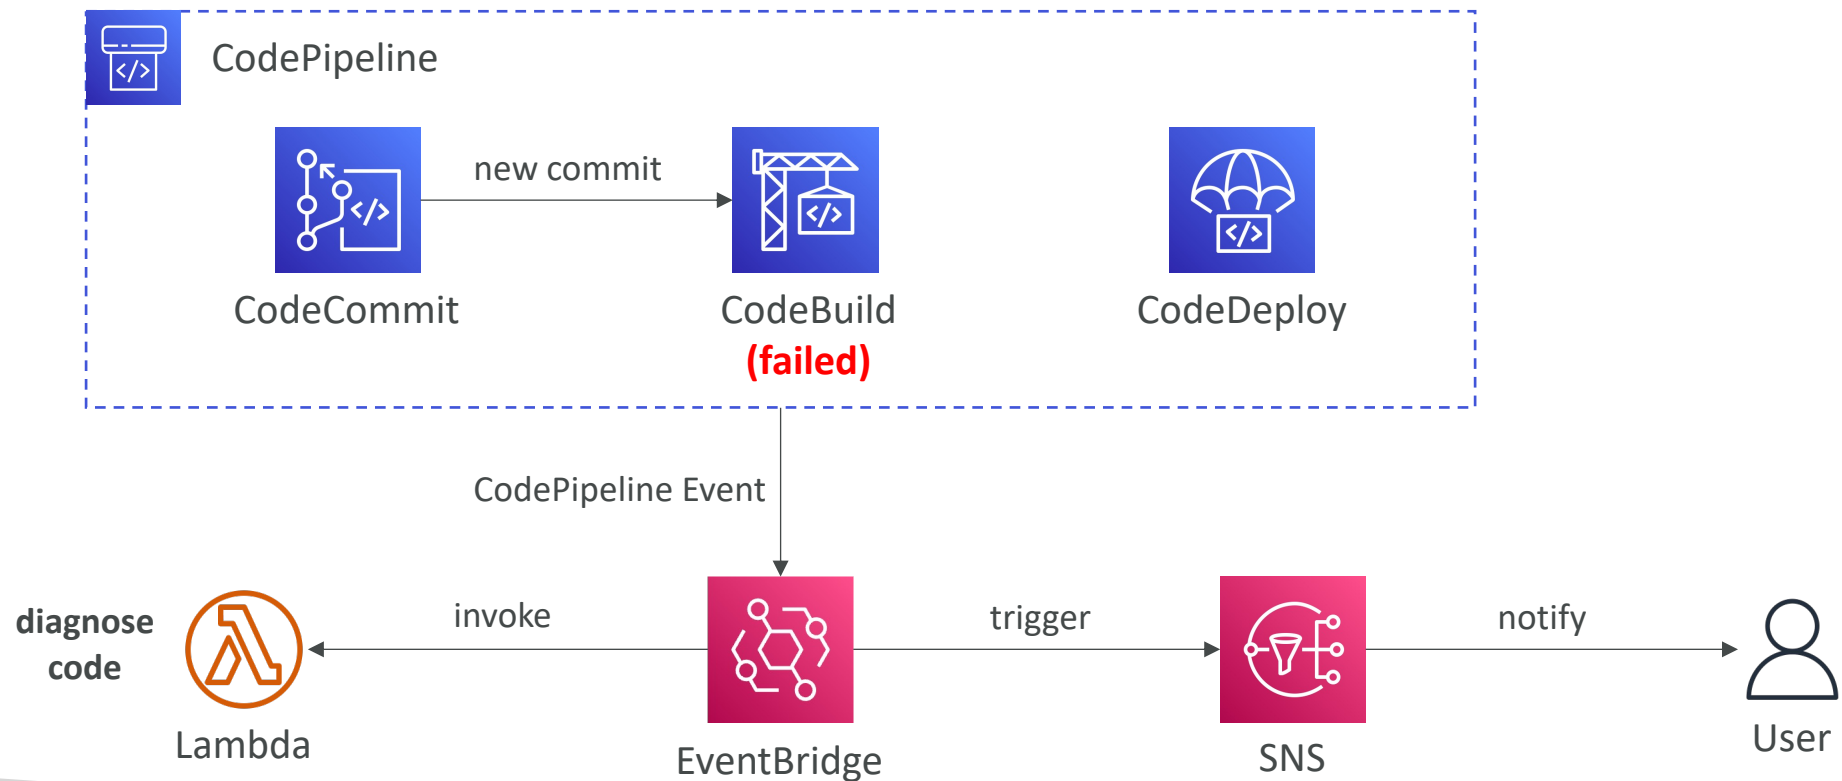 CodePipeline
</>
new commit
</>
</>
</>
CodeCommit
CodeBuild
CodeDeploy
(failed)
CodePipeline Event
diagnose
code
invoke
trigger
notify
Lambda
EventBridge
SNS
User